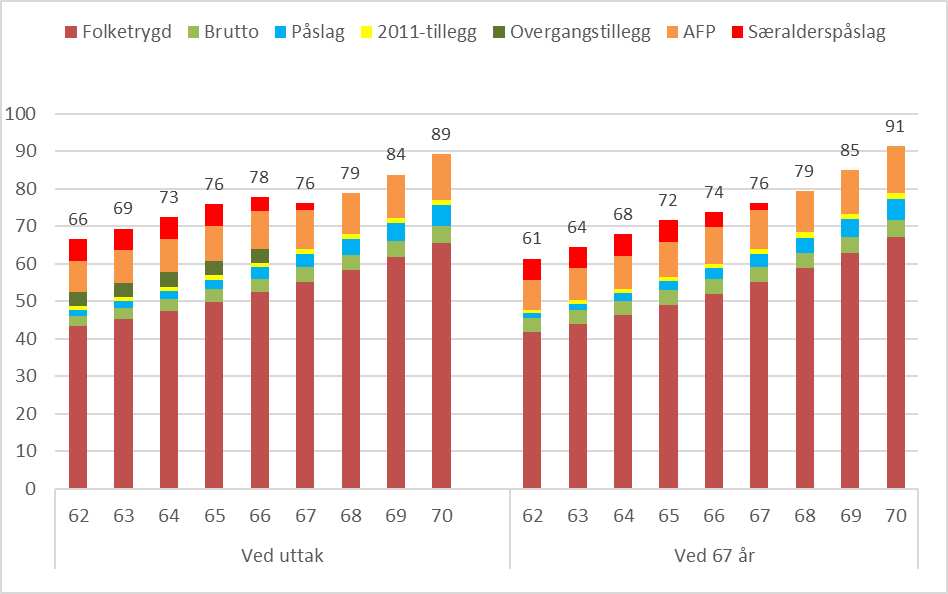 Folketrygd Brutto Påslag 2011-tillegg Overgangstillegg AFP Særalderspåslag
100
90
80
70
60
50
40
30
20
10
0
66 69 73 76 78 76 79 84 89 61 64 68 72 74 76 79 85 91
62 63 64 65 66 67 68 69 70 62 63 64 65 66 67 68 69 70
Ved uttak Ved 67 år